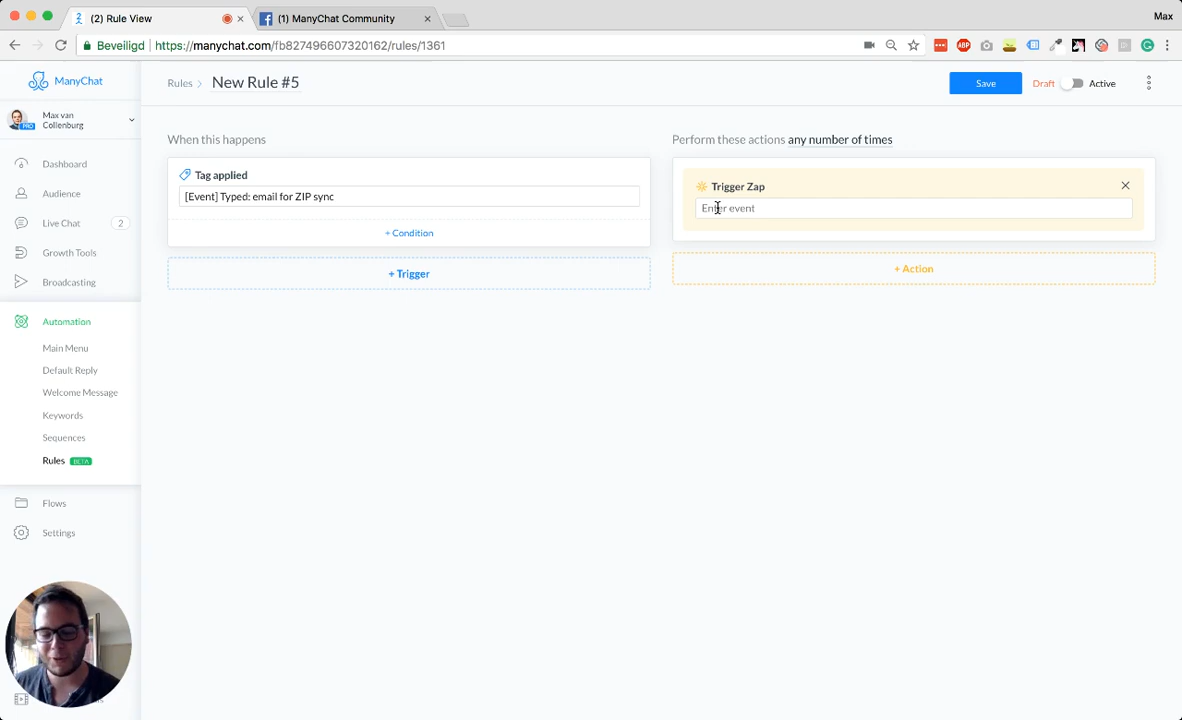 (2) Rule View
(1) ManyChat Community
Max
Beveiligd
https://manychat.com/fb827496607320162/rules/1361
ABP
ManyChat
Rules
New Rule #5
Save
Draft
Active
Max van
Collenburg
PRO
When this happens
Perform these actions any number of times
Dashboard
Audience
Live Chat
2
Growth Tools
Broadcasting
Automation
Main Menu
Default Reply
Welcome Message
Keywords
Sequences
Rules BETA
Flows
Settings
Tag applied
[Event] Typed: email for ZIP sync
+ Condition
+ Trigger
Trigger Zap
Enter event
+ Action